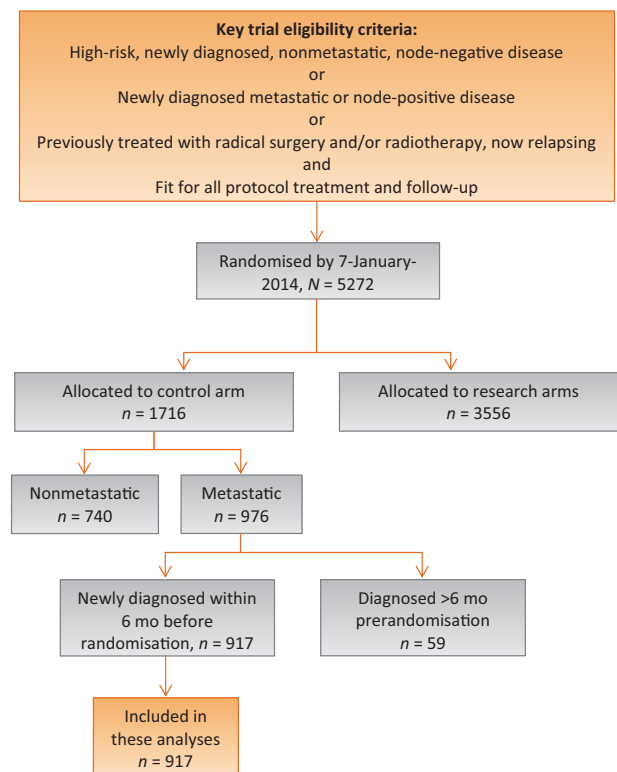 Key trial eligibility criteria:
High-risk, newly diagnosed, nonmetastatic, node-negative disease
or
Newly diagnosed metastatic or node-positive disease
or
Previously treated with radical surgery and/or radiotherapy, now relapsing
and
Fit for all protocol treatment and follow-up
Randomised by 7-January-
2014, N = 5272
Allocated to control arm
n = 1716
Allocated to research arms
n = 3556
Nonmetastatic
n = 740
Metastatic
n = 976
Newly diagnosed within
6 mo before
randomisation, n = 917
Diagnosed >6 mo
prerandomisation
n = 59
Included in
these analyses
n = 917